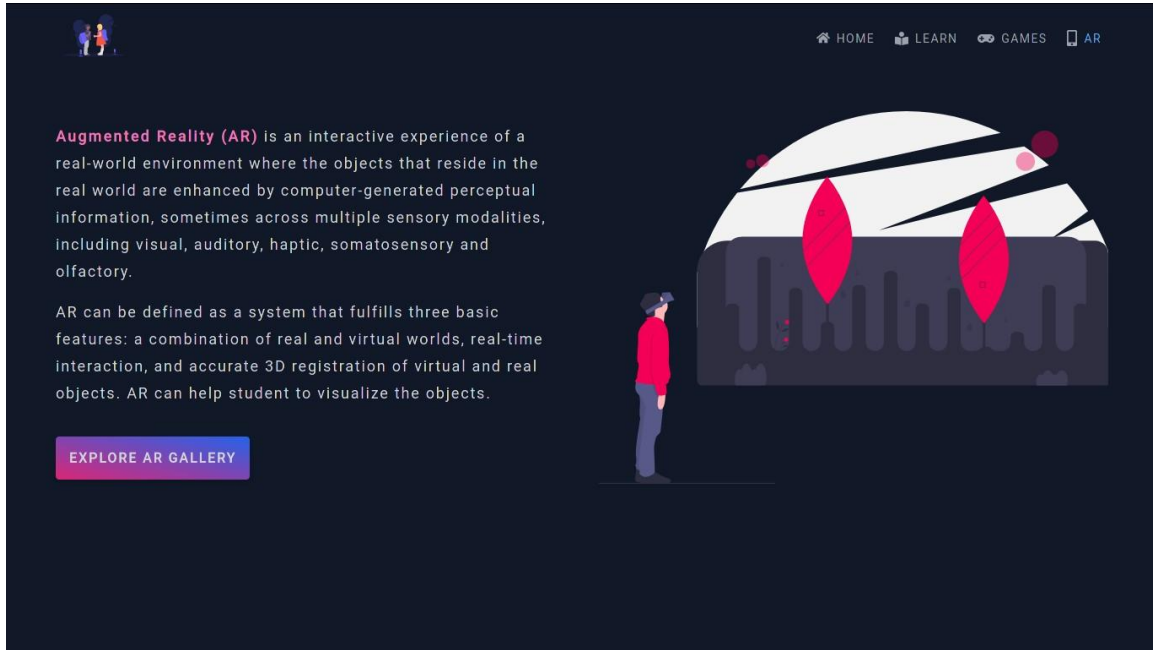 HOME LEARN GAMES AR
Augmented Reality (AR) is an interactive experience of a
real-world environment where the objects that reside in the
real world are enhanced by computer-generated perceptual
information, sometimes across multiple sensory modalities,
including visual, auditory, haptic, somatosensory and
olfactory.
AR can be defined as a system that fulfills three basic
features: a combination of real and virtual worlds, real-time
interaction, and accurate 3D registration of virtual and real
objects. AR can help student to visualize the objects.
EXPLORE AR GALLERY